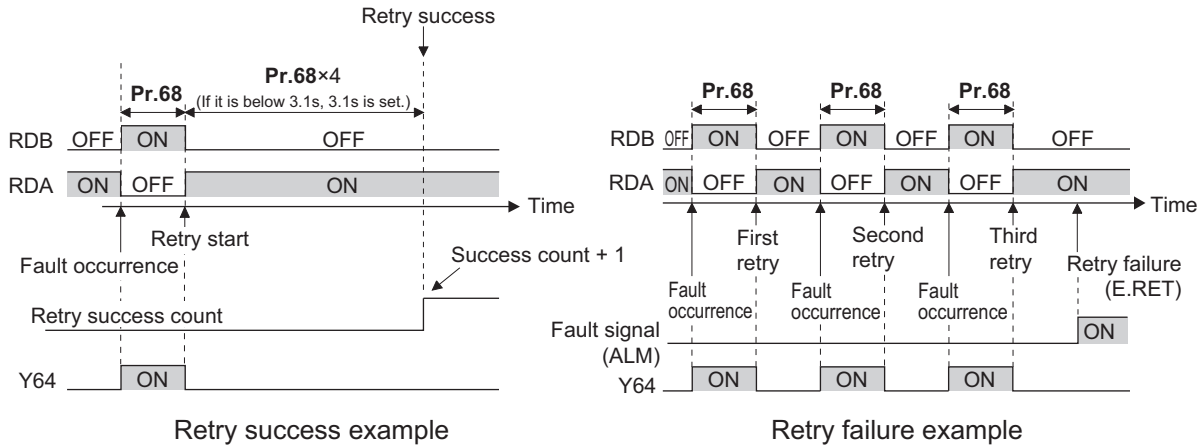 Retry success
Pr.68×4
Pr.68
(If it is below 3.1s, 3.1s is set.)
RDB OFF ON OFF
RDA ON OFF ON
Time
Retry start
Fault occurrence
Success count + 1
Retry success count
Y64 ON
Retry success example
Pr.68 Pr.68 Pr.68
RDB OFF ON OFF ON OFF ON OFF
RDA ON OFF ON OFF ON OFF ON
Time
First
retry
Second
retry
Third
retry
Retry failure
(E.RET)
Fault
occurrence
Fault
occurrence
Fault
occurrence
Fault signal
(ALM)
ON
Y64 ON ON ON
Retry failure example